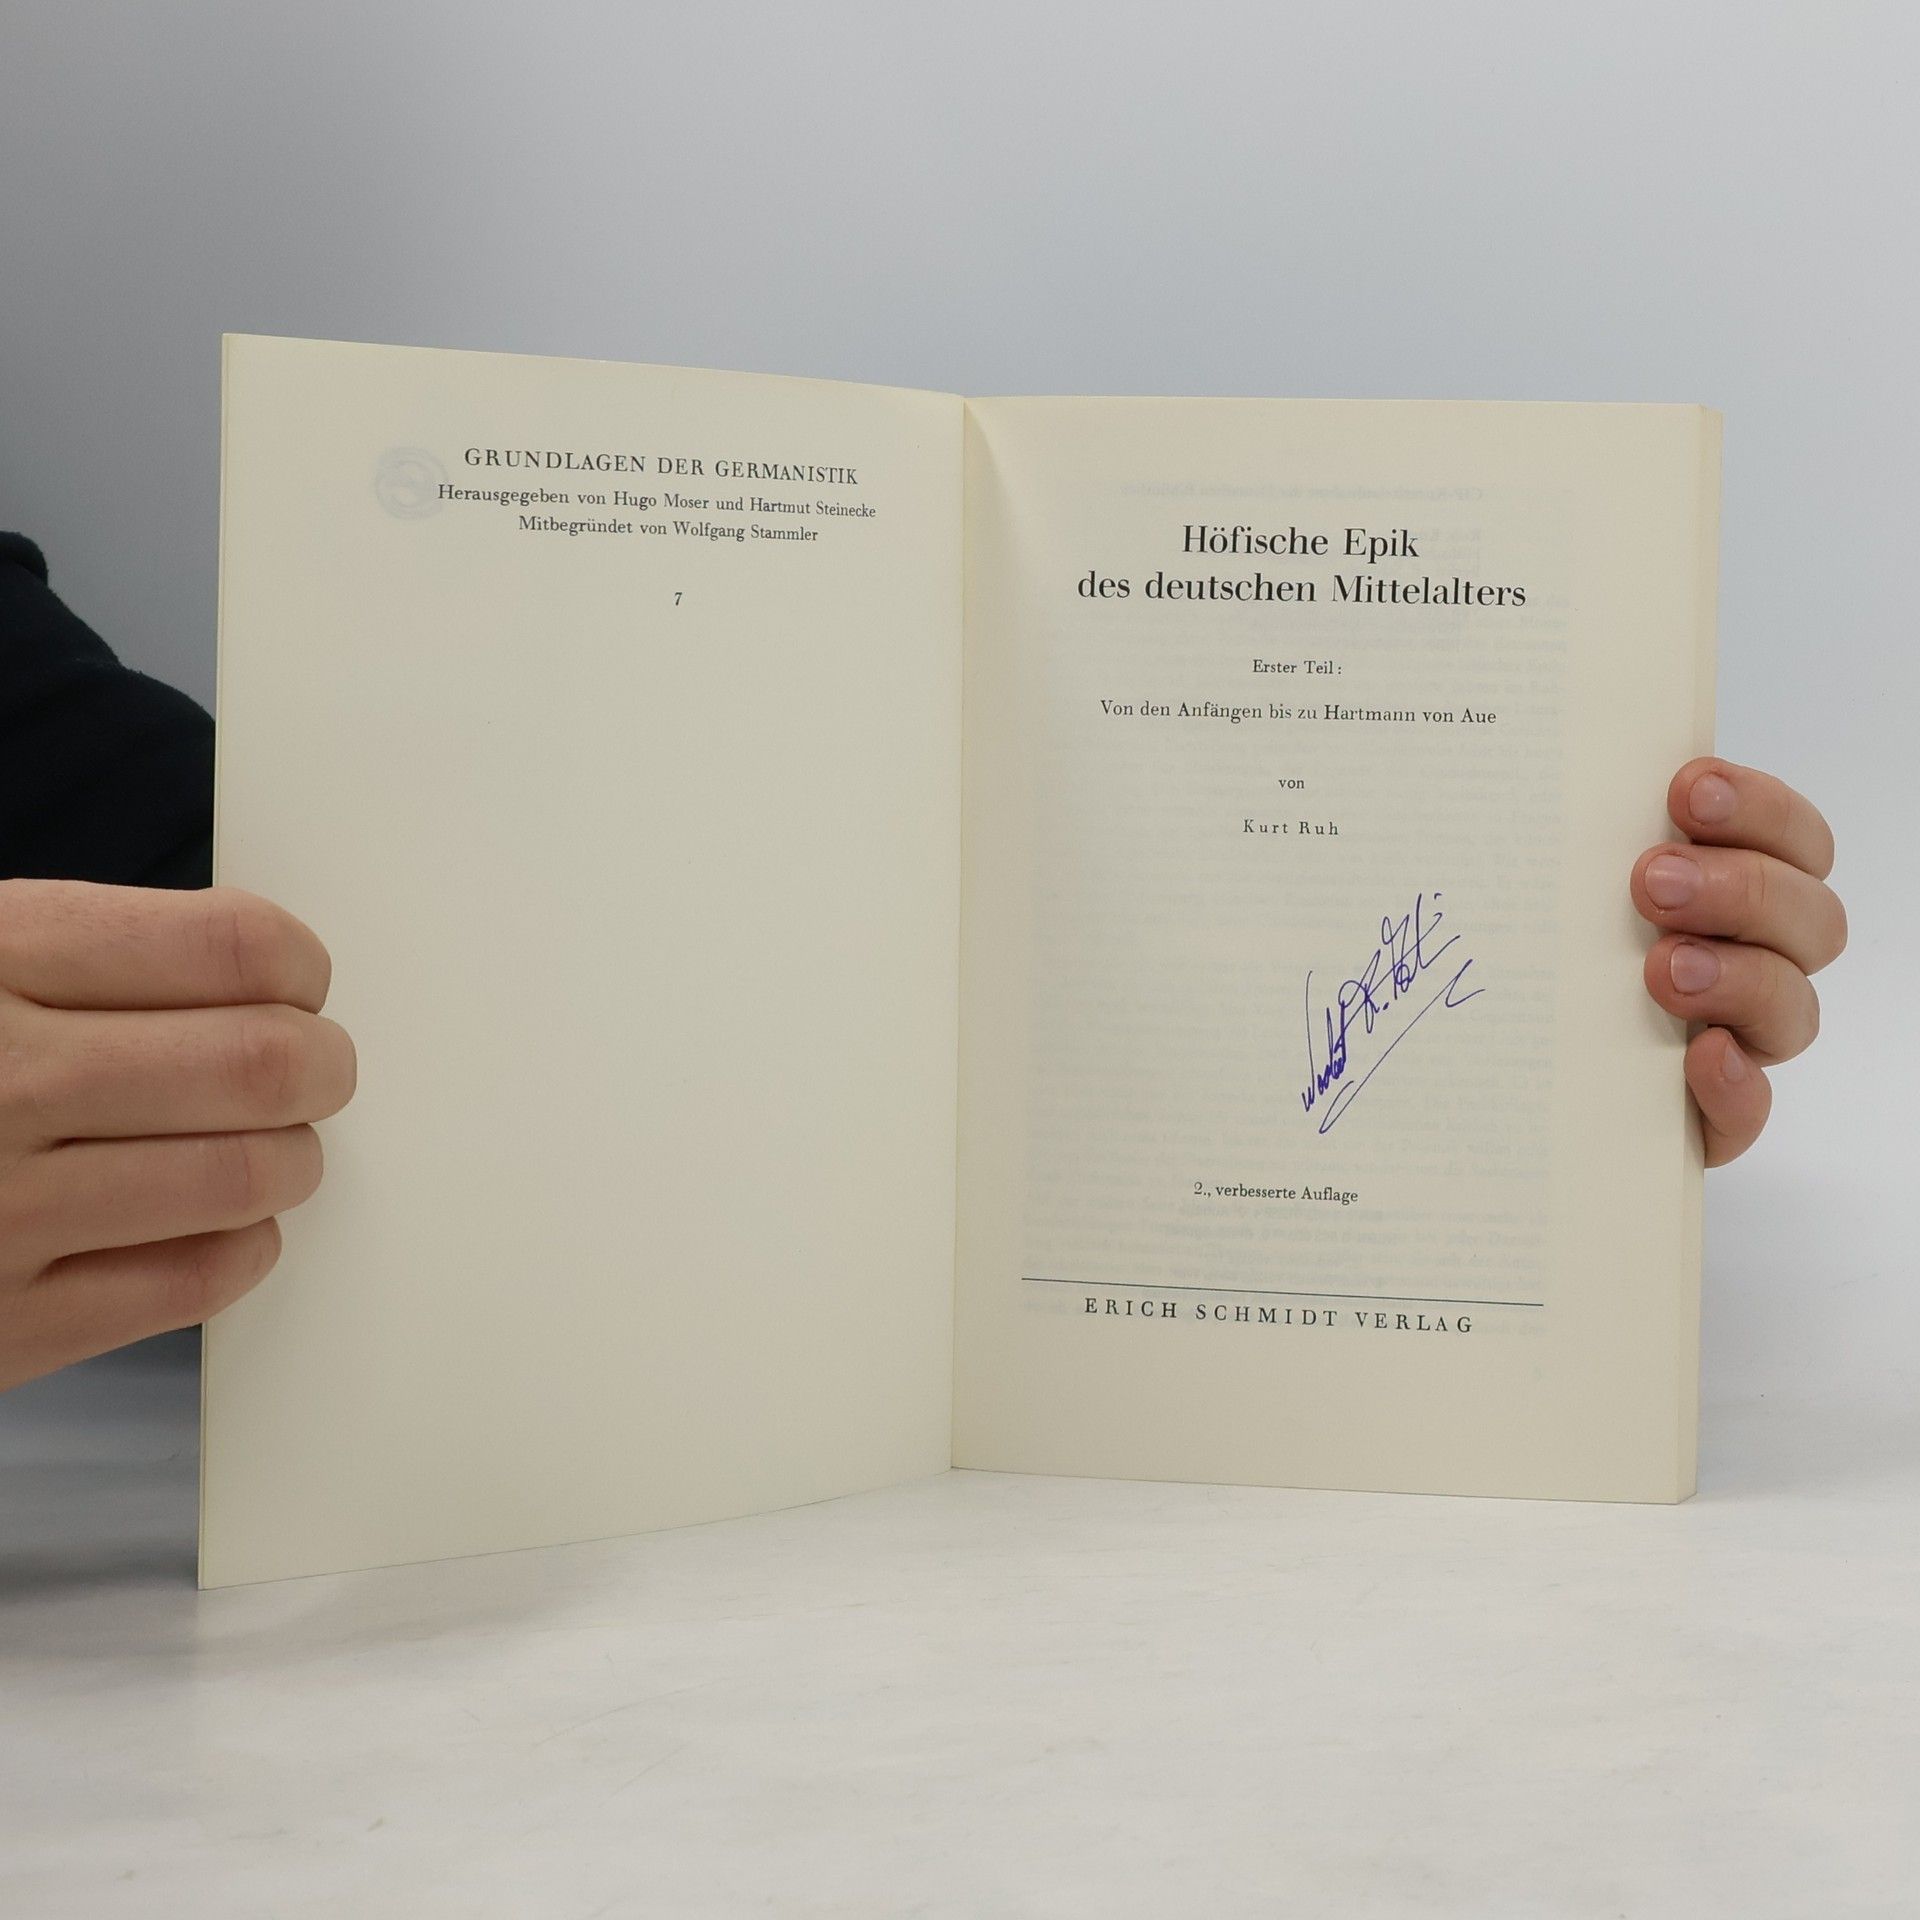 GRUNDLAGEN DER GERMANISTIK
Herausgegeben von Hugo Moser und Hartmut Steinecke
Mitbegründet von Wolfgang Stammler
7
Höfische Epik
des deutschen Mittelalters
Erster Teil:
Von den Anfängen bis zu Hartmann von Aue
von
Kurt Ruh
2., verbesserte Auflage
ERICH SCHMIDT VERLAG